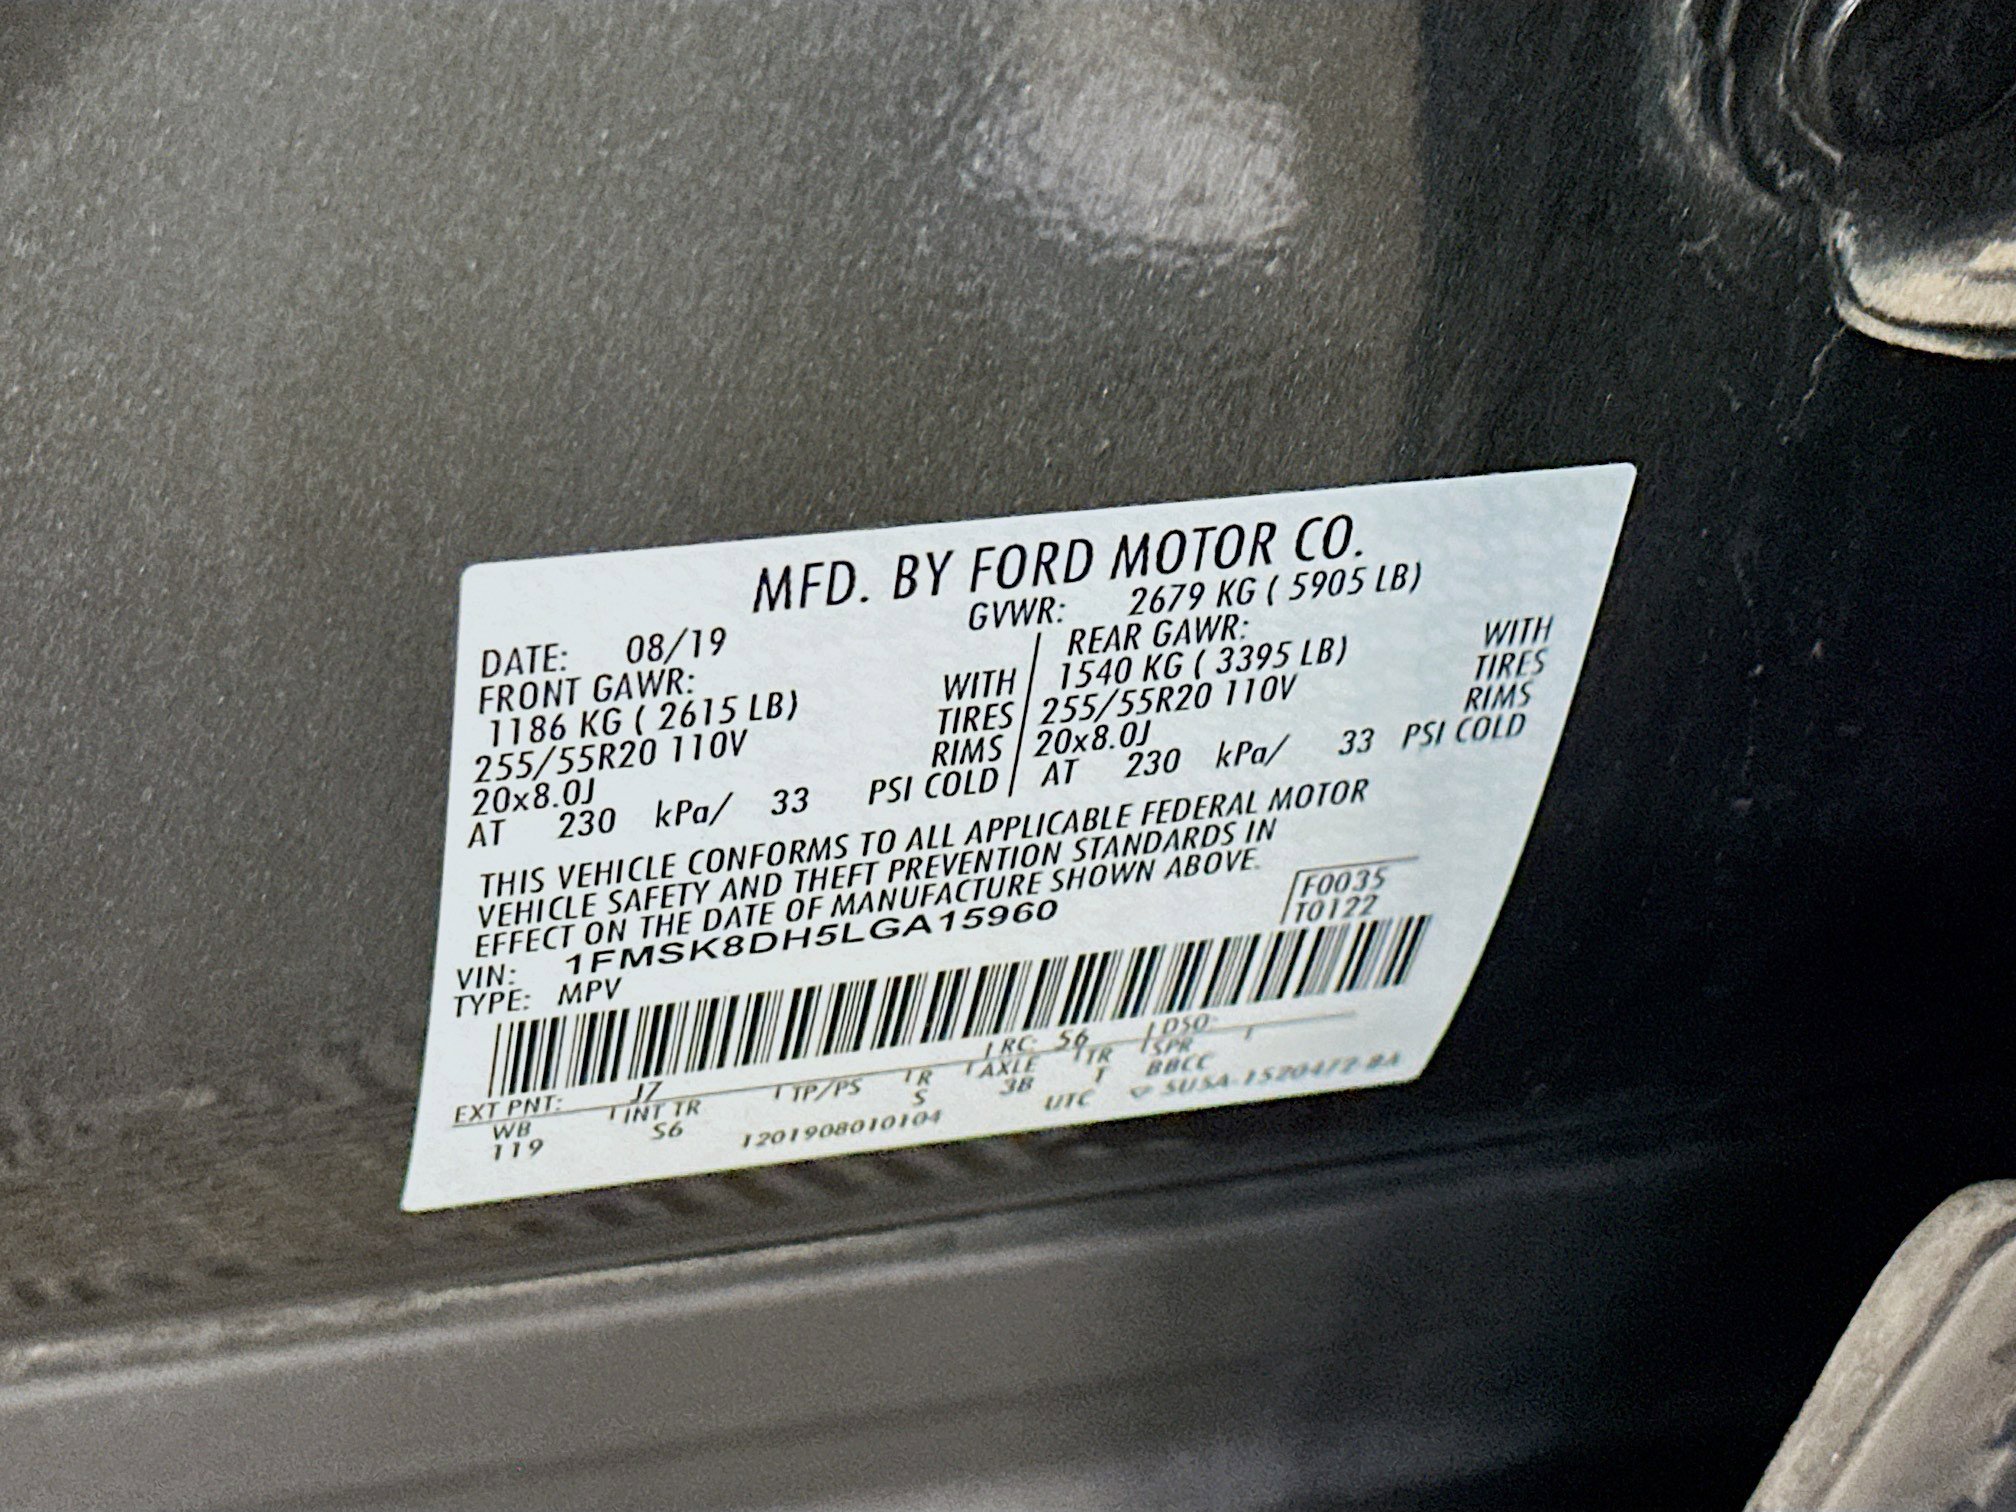 MFD. BY FORD MOTOR CO.
DATE: 08/19 GVWR: 2679 KG ( 5905 LB)
FRONT GAWR: REAR GAWR:
1186 KG ( 2615 LB) WITH 1540 KG ( 3395 LB) WITH
255/55R20 110V TIRES 255/55R20 110V TIRES
20x8.0J RIMS 20x8.0J RIMS
AT 230 kPa/ 33 PSI COLD AT 230 kPa/ 33 PSI COLD
THIS VEHICLE CONFORMS TO ALL APPLICABLE FEDERAL MOTOR
VEHICLE SAFETY AND THEFT PREVENTION STANDARDS IN
EFFECT ON THE DATE OF MANUFACTURE SHOWN ABOVE.
F0035
T0122
VIN: 1FMSK8DH5LGA15960
TYPE: MPV
EXT PNT: J7 RC: 56 DSO:
WB INT TR TP/PS R AXLE TR SPR
119 S6 S 3B T BBCC
1201908010104 UTC